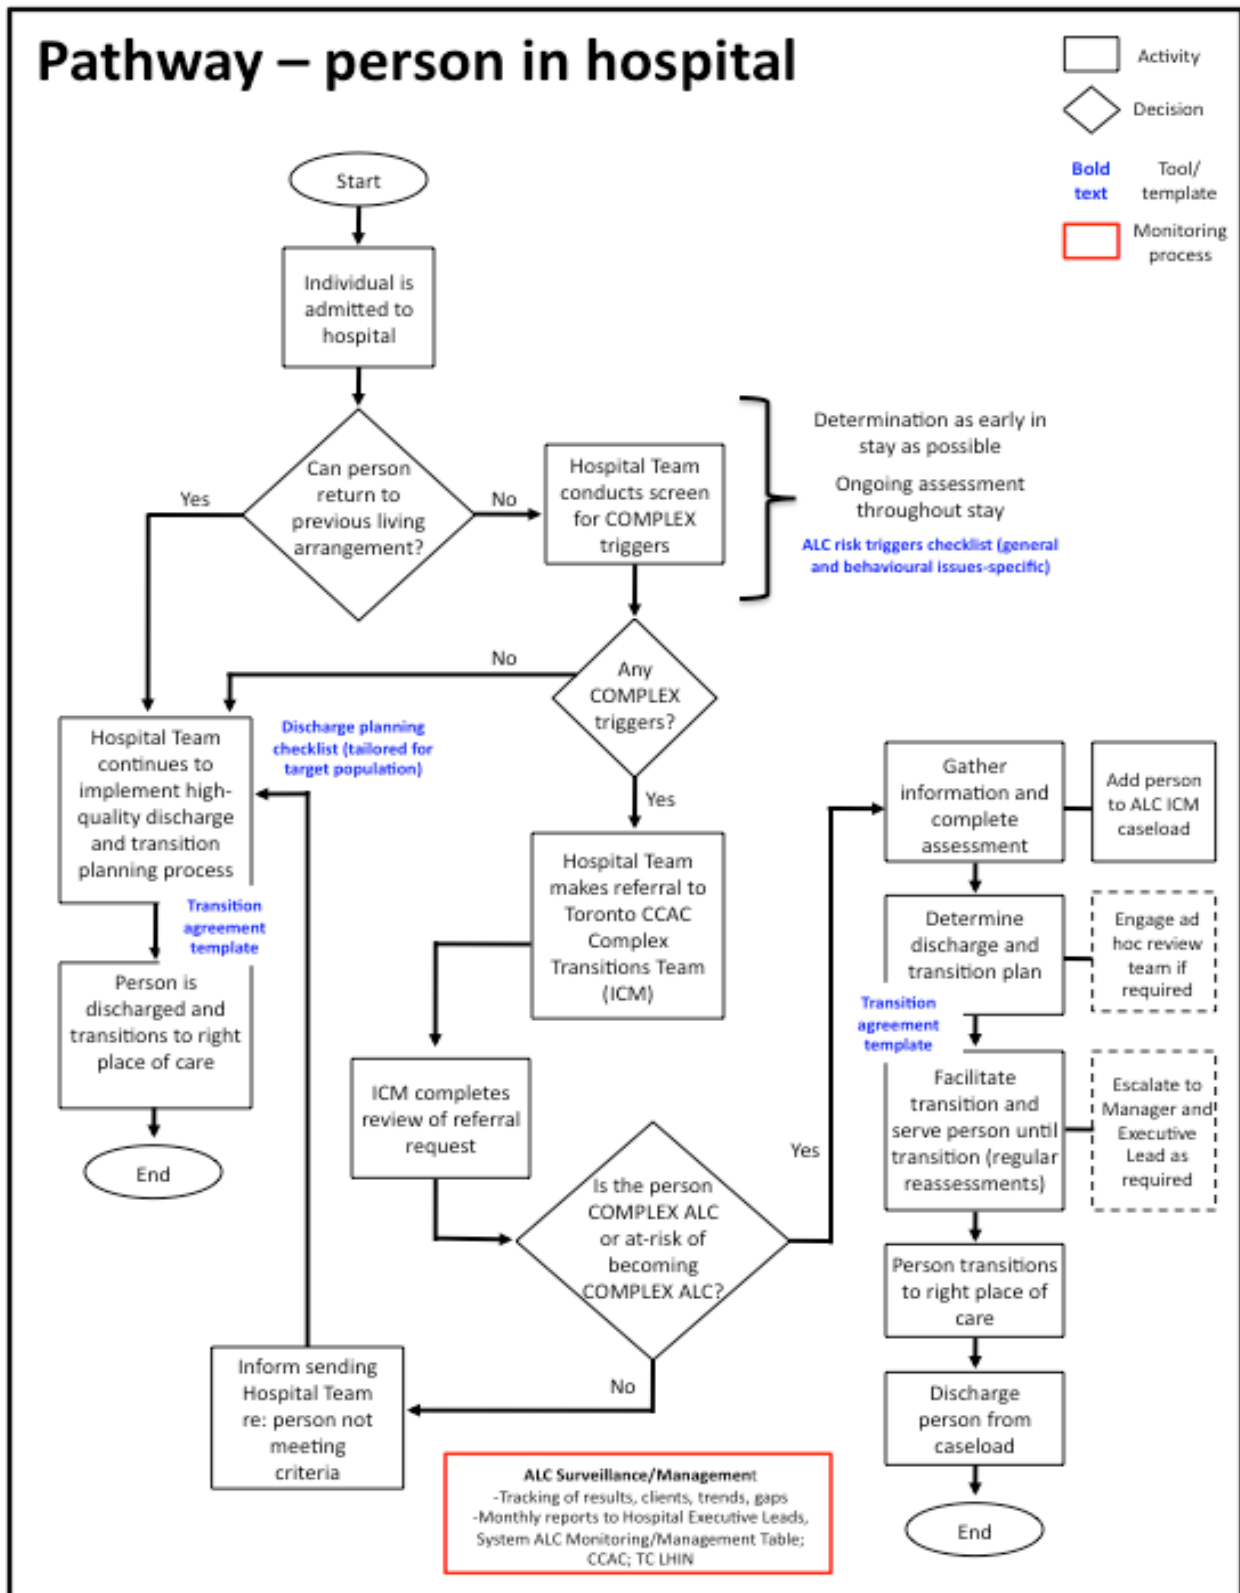 Pathway – person in hospital
Activity
Decision
Bold
text
Tool/
template
Monitoring
process
Start
Individual is
admitted to
hospital
Can person
return to
previous living
arrangement?
Yes
No
Hospital Team
conducts screen
for COMPLEX
triggers
Determination as early in
stay as possible
Ongoing assessment
throughout stay
ALC risk triggers checklist (general
and behavioural issues-specific)
Any
COMPLEX
triggers?
No
Yes
Hospital Team
continues to
implement high-
quality discharge
and transition
planning process
Discharge planning
checklist (tailored for
target population)
Transition
agreement
template
Person is
discharged and
transitions to right
place of care
End
Hospital Team
makes referral to
Toronto CCAC
Complex
Transitions Team
(ICM)
ICM completes
review of referral
request
Is the person
COMPLEX ALC
or at-risk of
becoming
COMPLEX ALC?
Yes
No
Inform sending
Hospital Team
re: person not
meeting
criteria
Gather
information and
complete
assessment
Add person
to ALC ICM
caseload
Determine
discharge and
transition plan
Engage ad
hoc review
team if
required
Transition
agreement
template
Facilitate
transition and
serve person until
transition (regular
reassessments)
Escalate to
Manager and
Executive
Lead as
required
Person transitions
to right place of
care
Discharge
person from
caseload
End
ALC Surveillance/Management
-Tracking of results, clients, trends, gaps
-Monthly reports to Hospital Executive Leads,
System ALC Monitoring/Management Table;
CCAC; TC LHIN